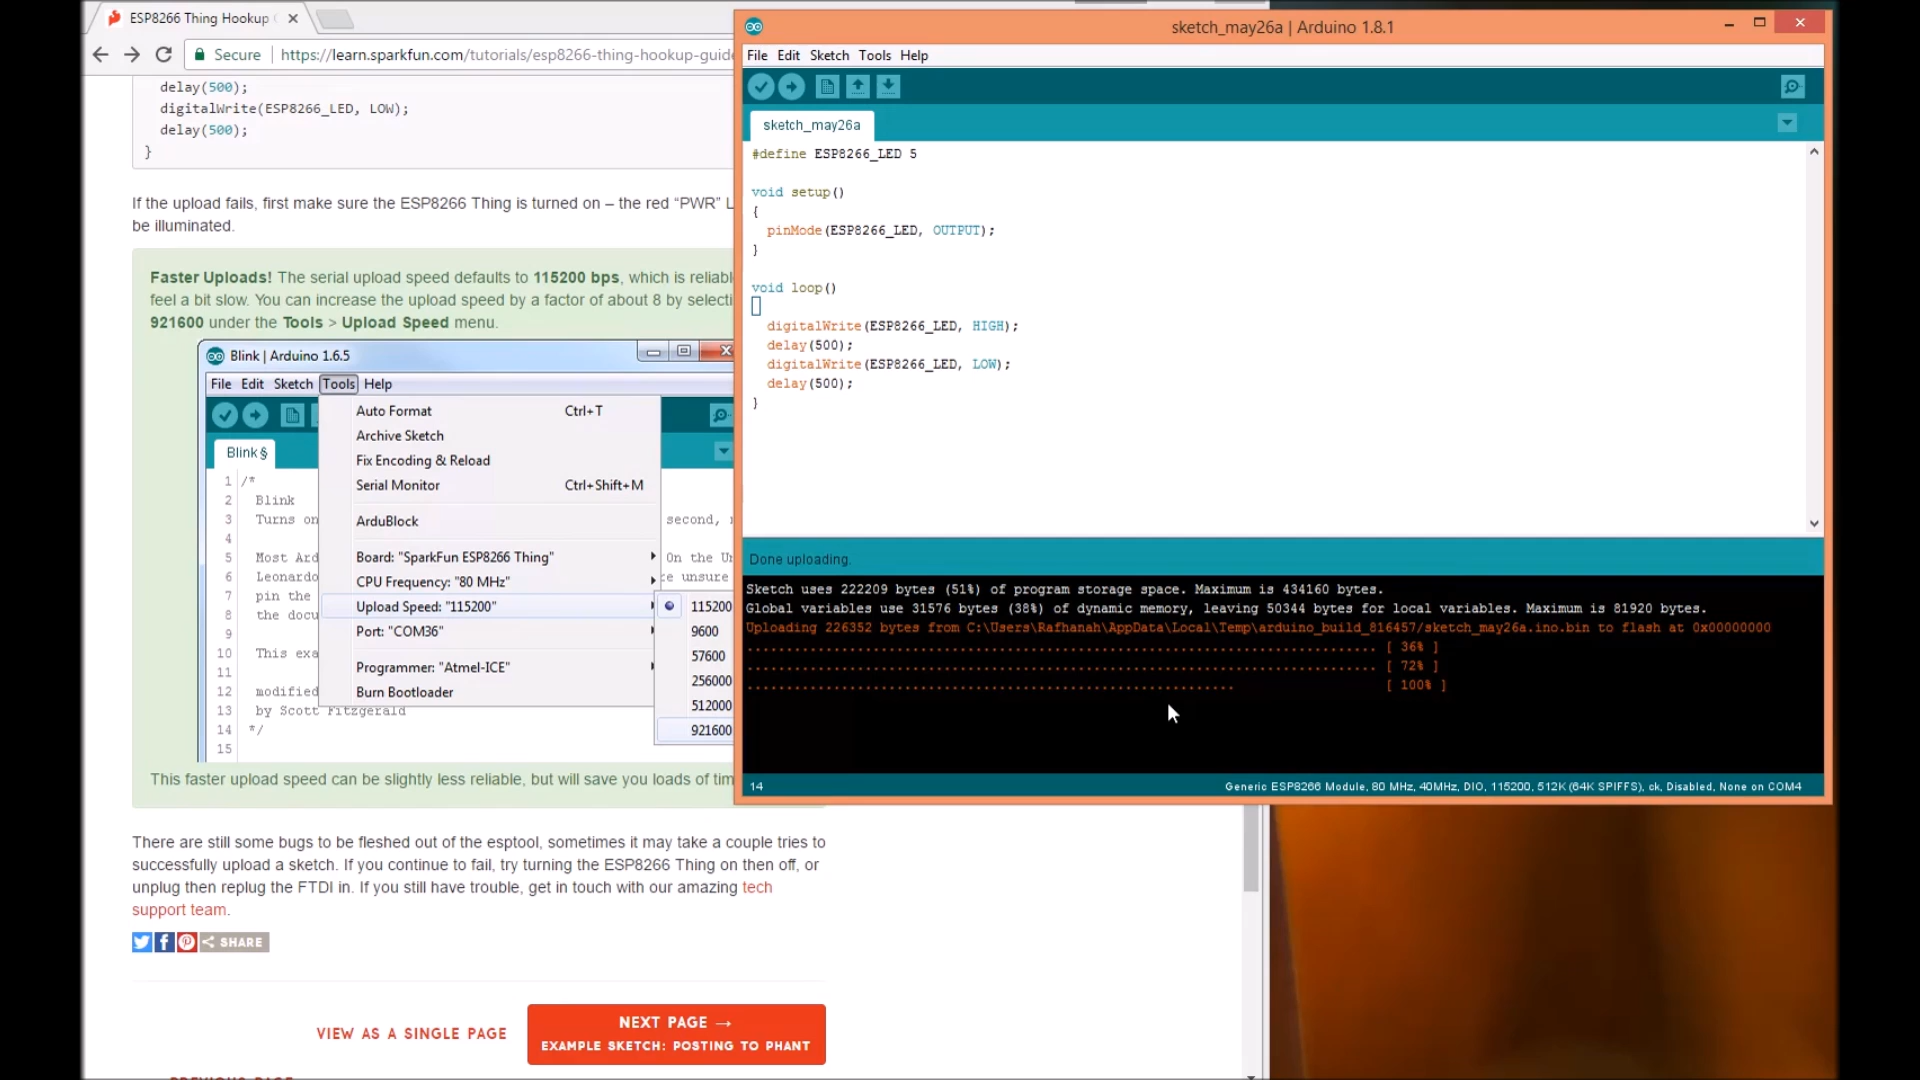 ESP8266 Thing Hookup
Secure
https://learn.sparkfun.com/tutorials/esp8266-thing-hookup-guide
delay(500);
digitalWrite(ESP8266_LED, LOW);
delay(500);
}
If the upload fails, first make sure the ESP8266 Thing is turned on – the red “PWR” L
be illuminated.
Faster Uploads! The serial upload speed defaults to 115200 bps, which is reliabl
feel a bit slow. You can increase the upload speed by a factor of about 8 by selecti
921600 under the Tools > Upload Speed menu.
Blink | Arduino 1.6.5
File Edit Sketch Tools Help
Blink §
1 /*
2 Blink
3 Turns on
second, r
4
5 Most Ard
On the U
6 Leonardo
re unsure
7 pin the
8 the docu
9
10 This exa
11
12 modified
13 by Scott Fitzgerald
14 */
15
Auto Format Ctrl+T
Archive Sketch
Fix Encoding & Reload
Serial Monitor Ctrl+Shift+M
ArduBlock
Board: "SparkFun ESP8266 Thing"
CPU Frequency: "80 MHz"
Upload Speed: "115200"
Port: "COM36"
Programmer: "Atmel-ICE"
Burn Bootloader
115200
9600
57600
256000
512000
921600
This faster upload speed can be slightly less reliable, but will save you loads of tim
There are still some bugs to be fleshed out of the esptool, sometimes it may take a couple tries to
successfully upload a sketch. If you continue to fail, try turning the ESP8266 Thing on then off, or
unplug then replug the FTDI in. If you still have trouble, get in touch with our amazing tech
support team.
SHARE
VIEW AS A SINGLE PAGE
NEXT PAGE →
EXAMPLE SKETCH: POSTING TO PHANT
sketch_may26a | Arduino 1.8.1
File Edit Sketch Tools Help
sketch_may26a
#define ESP8266_LED 5
void setup()
{
pinMode(ESP8266_LED, OUTPUT);
}
void loop()
digitalWrite(ESP8266_LED, HIGH);
delay(500);
digitalWrite(ESP8266_LED, LOW);
delay(500);
}
Done uploading.
Sketch uses 222209 bytes (51%) of program storage space. Maximum is 434160 bytes.
Global variables use 31576 bytes (38%) of dynamic memory, leaving 50344 bytes for local variables. Maximum is 81920 bytes.
Uploading 226352 bytes from C:\Users\Rafhanah\AppData\Local\Temp\arduino_build_816457/sketch_may26a.ino.bin to flash at 0x00000000
................................................................................ [ 36% ]
................................................................................ [ 72% ]
.............................................................. [ 100% ]
14
Generic ESP8266 Module, 80 MHz, 40MHz, DIO, 115200, 512K (64K SPIFFS), ck, Disabled, None on COM4